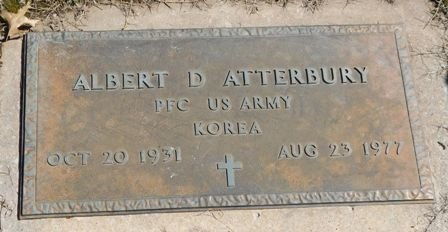 ALBERT D ATTERBURY
PFC US ARMY
KOREA
OCT 20 1931 AUG 23 1977